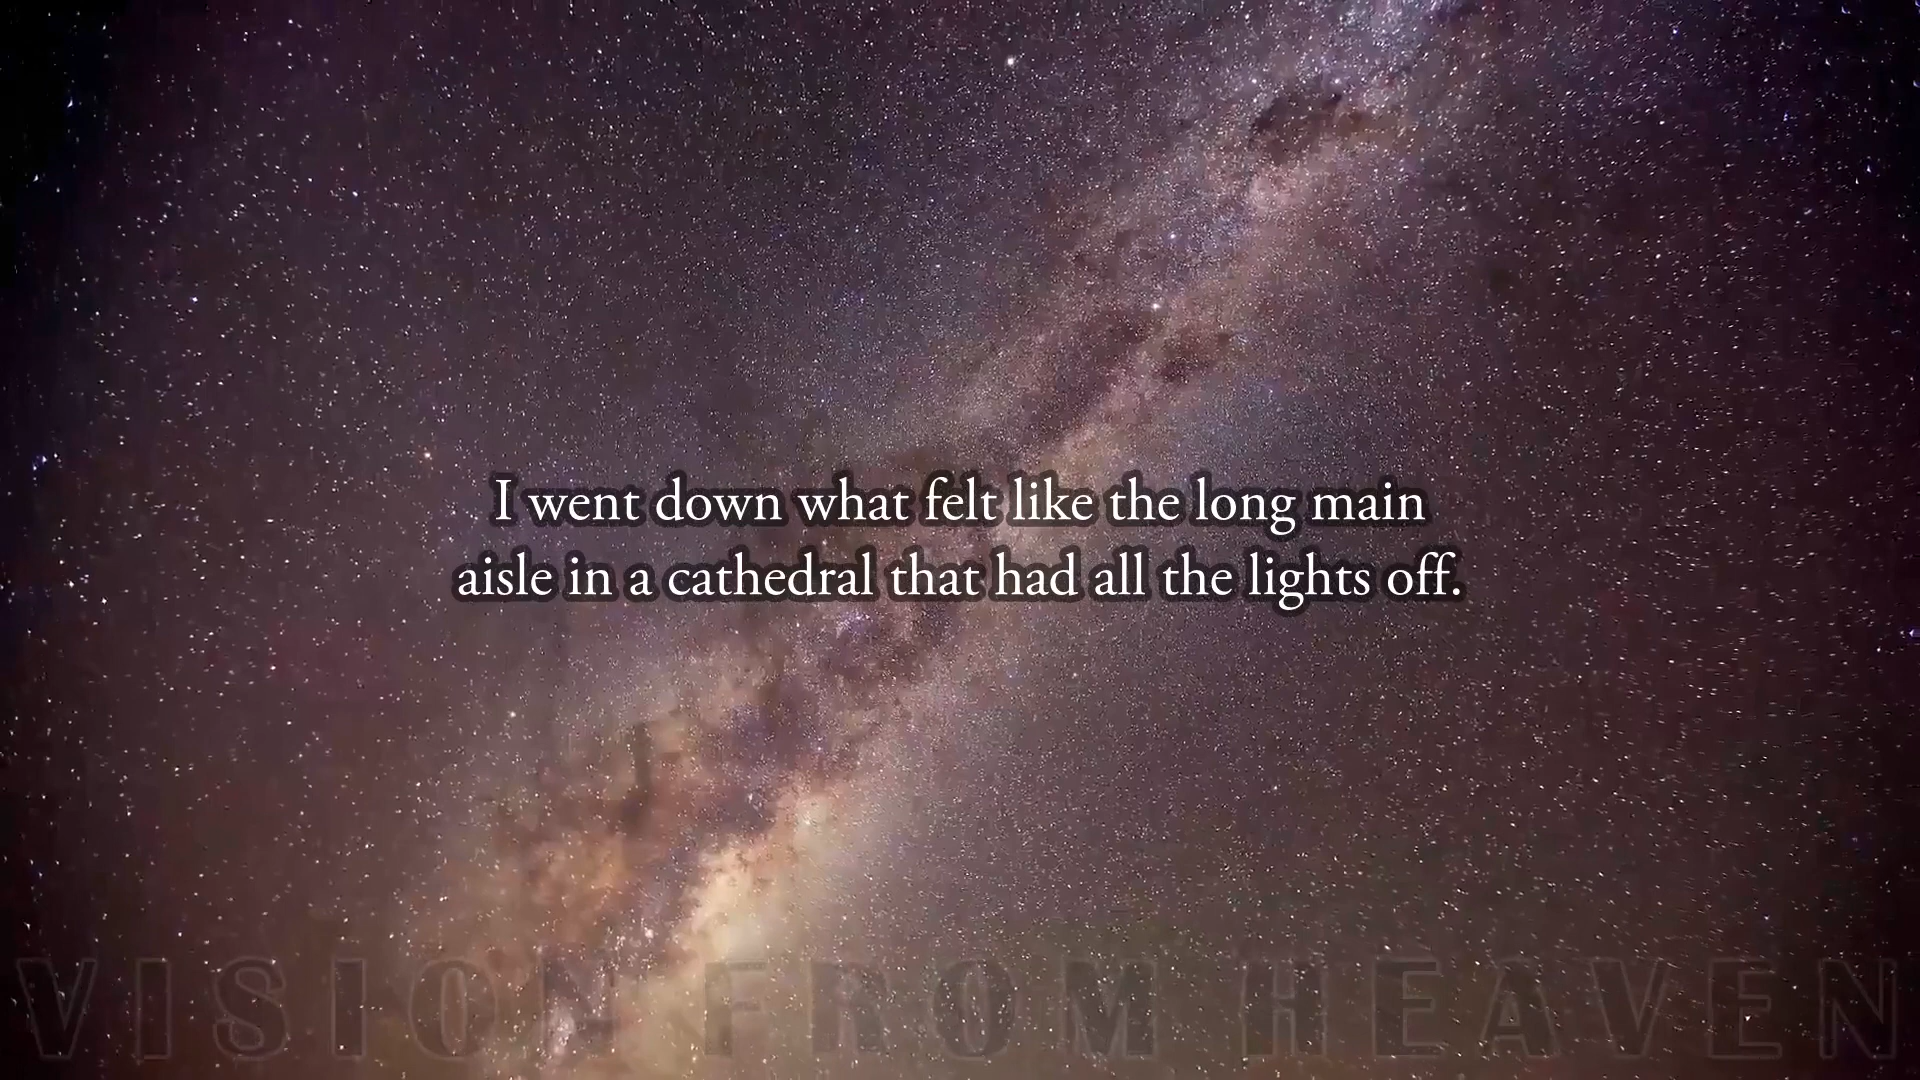 I went down what felt like the long main
aisle in a cathedral that had all the lights off.
VISION FROM HEAVEN